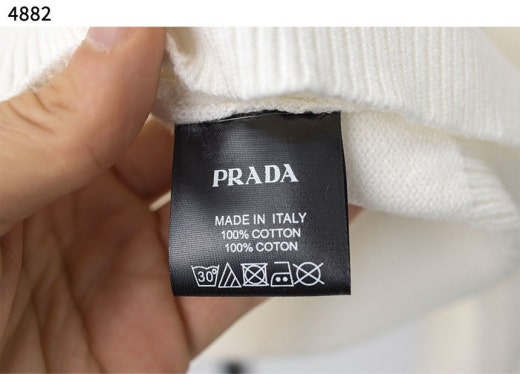 4882
PRADA
MADE IN ITALY
100% COTTON
100% COTON
30°